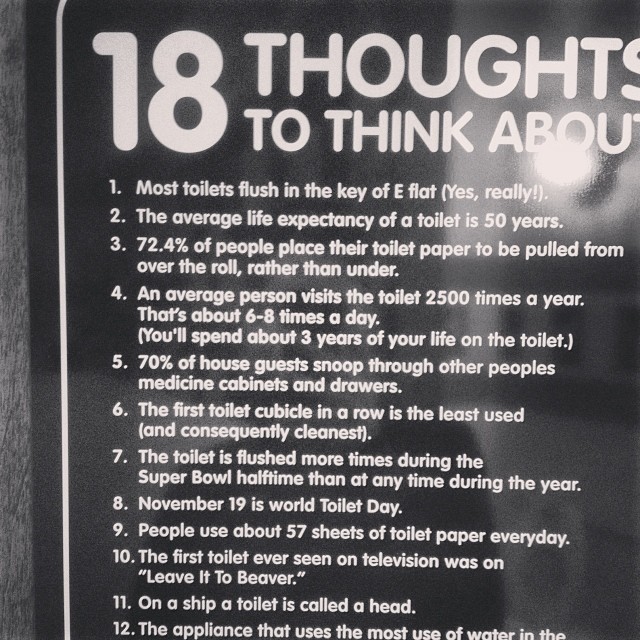 18 THOUGHTS
TO THINK ABOUT
1. Most toilets flush in the key of E flat (Yes, really!).
2. The average life expectancy of a toilet is 50 years.
3. 72.4% of people place their toilet paper to be pulled from
over the roll, rather than under.
4. An average person visits the toilet 2500 times a year.
That's about 6-8 times a day.
(You'll spend about 3 years of your life on the toilet.)
5. 70% of house guests snoop through other peoples
medicine cabinets and drawers.
6. The first toilet cubicle in a row is the least used
(and consequently cleanest).
7. The toilet is flushed more times during the
Super Bowl halftime than at any time during the year.
8. November 19 is world Toilet Day.
9. People use about 57 sheets of toilet paper everyday.
10. The first toilet ever seen on television was on
"Leave It To Beaver."
11. On a ship a toilet is called a head.
12. The appliance that uses the most use of water in the